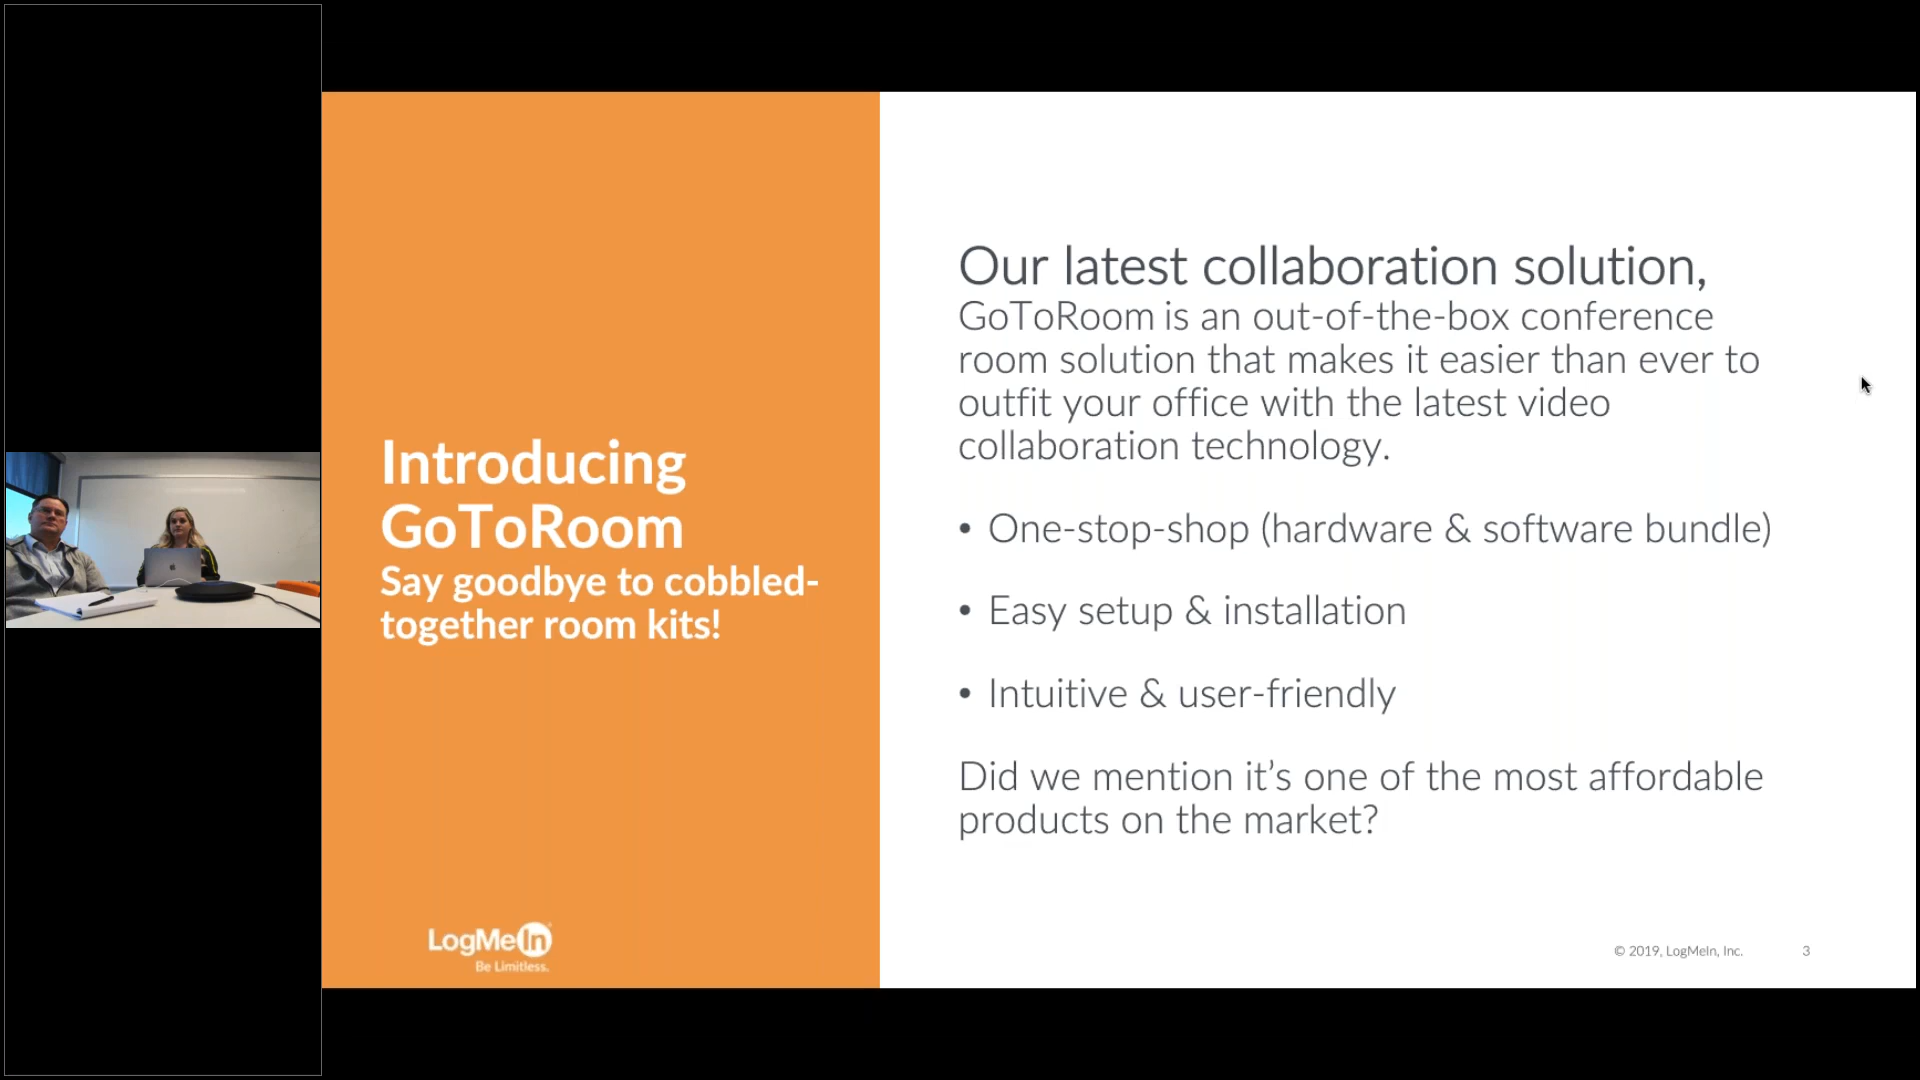 Introducing
GoToRoom
Say goodbye to cobbled-
together room kits!
LogMeIn
Be Limitless.
Our latest collaboration solution,
GoToRoom is an out-of-the-box conference
room solution that makes it easier than ever to
outfit your office with the latest video
collaboration technology.
• One-stop-shop (hardware & software bundle)
• Easy setup & installation
• Intuitive & user-friendly
Did we mention it’s one of the most affordable
products on the market?
© 2019, LogMeIn, Inc.
3